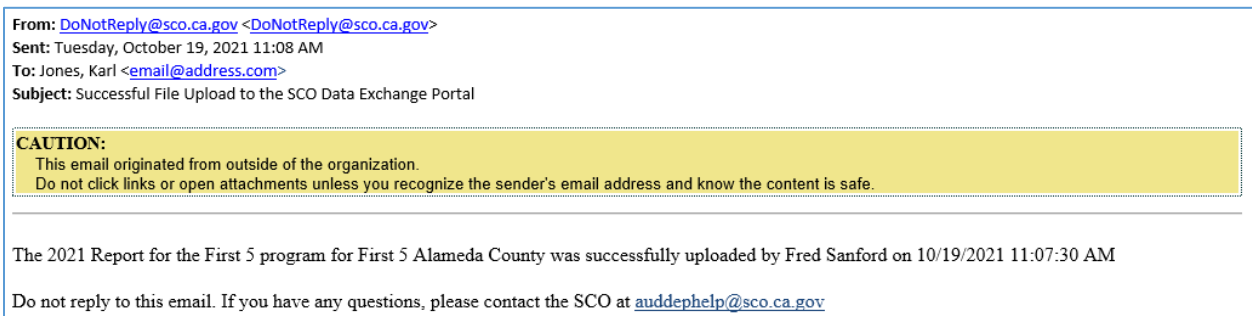 From: DoNotReply@sco.ca.gov <DoNotReply@sco.ca.gov>
Sent: Tuesday, October 19, 2021 11:08 AM
To: Jones, Karl <email@address.com>
Subject: Successful File Upload to the SCO Data Exchange Portal
CAUTION:
This email originated from outside of the organization.
Do not click links or open attachments unless you recognize the sender's email address and know the content is safe.
The 2021 Report for the First 5 program for First 5 Alameda County was successfully uploaded by Fred Sanford on 10/19/2021 11:07:30 AM
Do not reply to this email. If you have any questions, please contact the SCO at auddephelp@sco.ca.gov